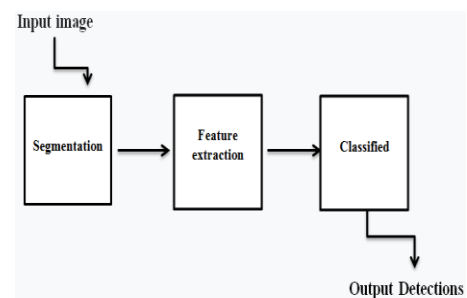 Input image
Segmentation
Feature
extraction
Classified
Output Detections